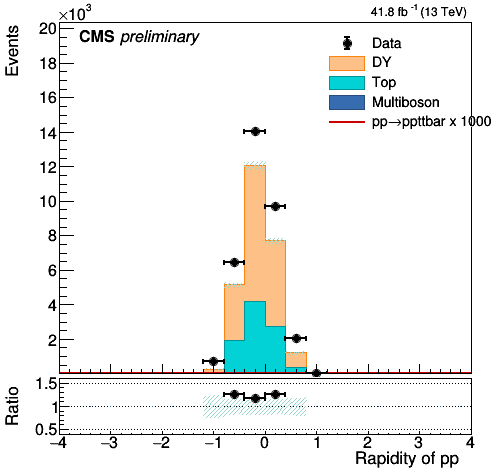 ×10³
41.8 fb⁻¹ (13 TeV)
CMS preliminary
Events
20
18
16
14
12
10
8
6
4
2
Data
DY
Top
Multiboson
pp→ppttbar x 1000
Ratio
1.5
1
0.5
−4 −3 −2 −1 0 1 2 3 4
Rapidity of pp